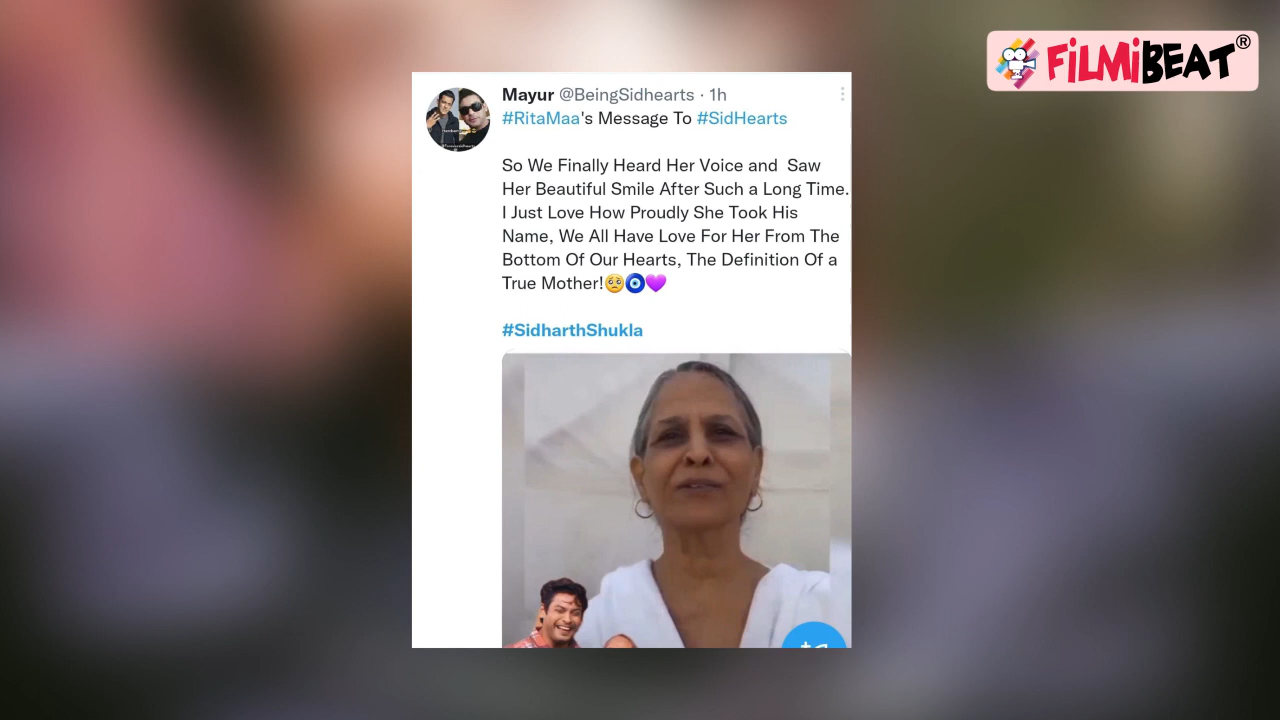 FiLMiBEAT®
Mayur @BeingSidhearts · 1h
#RitaMaa's Message To #SidHearts
So We Finally Heard Her Voice and  Saw
Her Beautiful Smile After Such a Long Time.
I Just Love How Proudly She Took His
Name, We All Have Love For Her From The
Bottom Of Our Hearts, The Definition Of a
True Mother!🥺🧿💜
#SidharthShukla